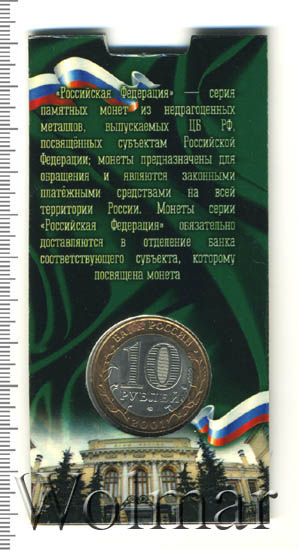 «Российская Федерация» — серия
памятных монет из недрагоценных
металлов, выпускаемых ЦБ РФ,
посвящённых субъектам Российской
Федерации; монеты предназначены для
обращения и являются законными
платёжными средствами на всей
территории России. Монеты серии
«Российская Федерация» обязательно
доставляются в отделение банка
соответствующего субъекта, которому
посвящена монета
БАНК РОССИИ
10
РУБЛЕЙ
Wolmar